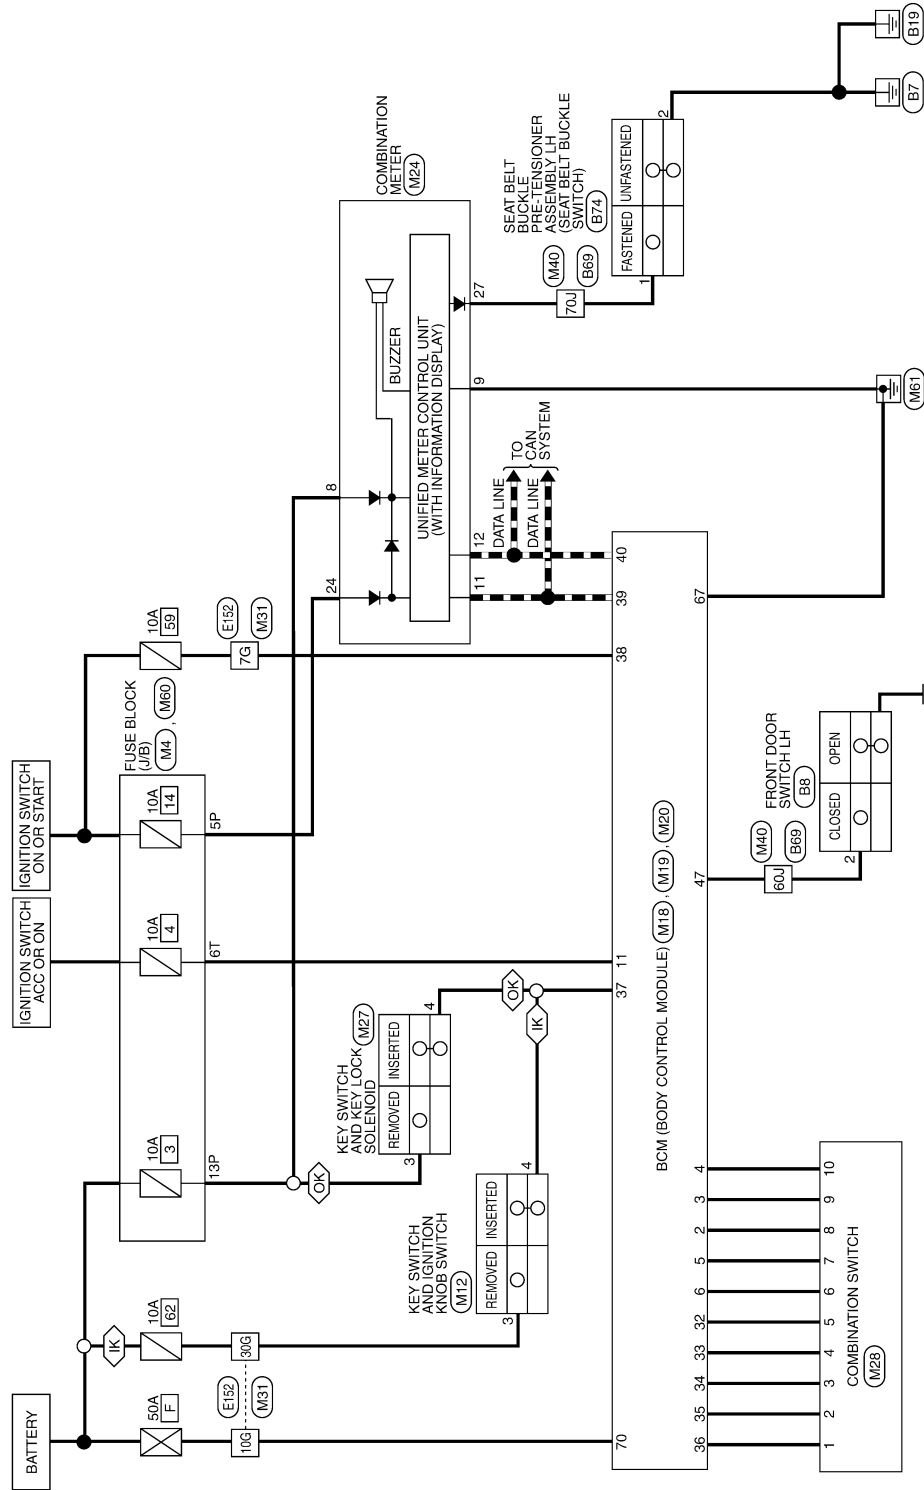 BATTERY
IGNITION SWITCH
ACC OR ON
IGNITION SWITCH
ON OR START
50A
F
IK
10A
62
10A
3
10A
4
10A
14
FUSE BLOCK
(J/B)
M4 , M60
10A
59
13P
6T
5P
10G
E152
M31
30G
7G
E152
M31
OK
KEY SWITCH
AND KEY LOCK
SOLENOID
M27
REMOVED
INSERTED
3
4
KEY SWITCH
AND IGNITION
KNOB SWITCH
M12
REMOVED
INSERTED
3
4
OK
IK
24
8
COMBINATION
METER
M24
BUZZER
UNIFIED METER CONTROL UNIT
(WITH INFORMATION DISPLAY)
11
12
9
27
DATA LINE
DATA LINE
TO
CAN
SYSTEM
70J
M40
B69
SEAT BELT
BUCKLE
PRE-TENSIONER
ASSEMBLY LH
(SEAT BELT BUCKLE
SWITCH)
B74
FASTENED
UNFASTENED
1
2
70
37
11
38
39
40
BCM (BODY CONTROL MODULE) M18 , M19 , M20
36
35
34
33
32
6
5
2
3
4
47
67
1
2
3
4
5
6
7
8
9
10
COMBINATION SWITCH
M28
60J
M40
B69
FRONT DOOR
SWITCH LH
B8
CLOSED
OPEN
2
M61
B7
B19